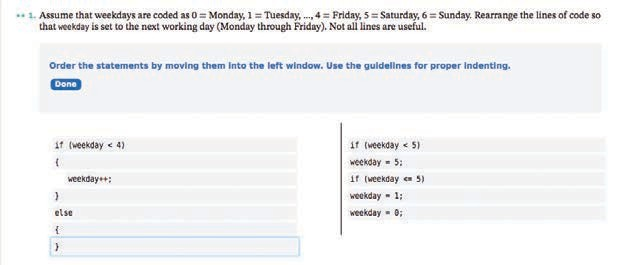 •• 1. Assume that weekdays are coded as 0 = Monday, 1 = Tuesday, ..., 4 = Friday, 5 = Saturday, 6 = Sunday. Rearrange the lines of code so
that weekday is set to the next working day (Monday through Friday). Not all lines are useful.
Order the statements by moving them into the left window. Use the guidelines for proper indenting.
Done
if (weekday < 4)
{
weekday++;
}
else
{
}
if (weekday < 5)
weekday = 5;
if (weekday <= 5)
weekday = 1;
weekday = 0;